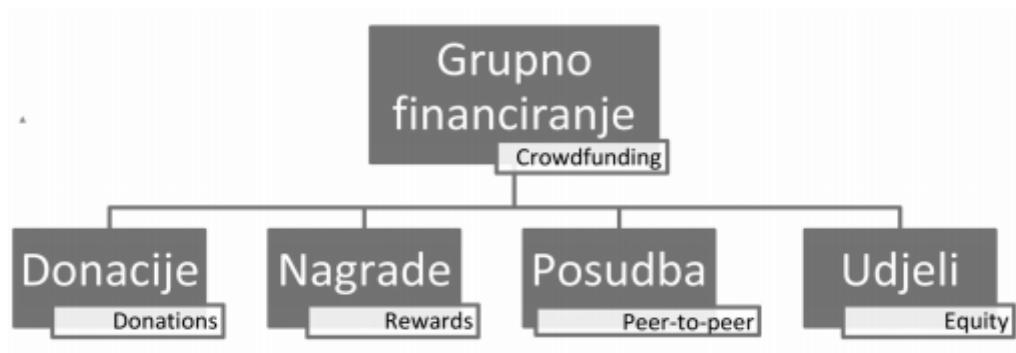 Grupno
financiranje
Crowdfunding
Donacije
Donations
Nagrade
Rewards
Posudba
Peer-to-peer
Udjeli
Equity